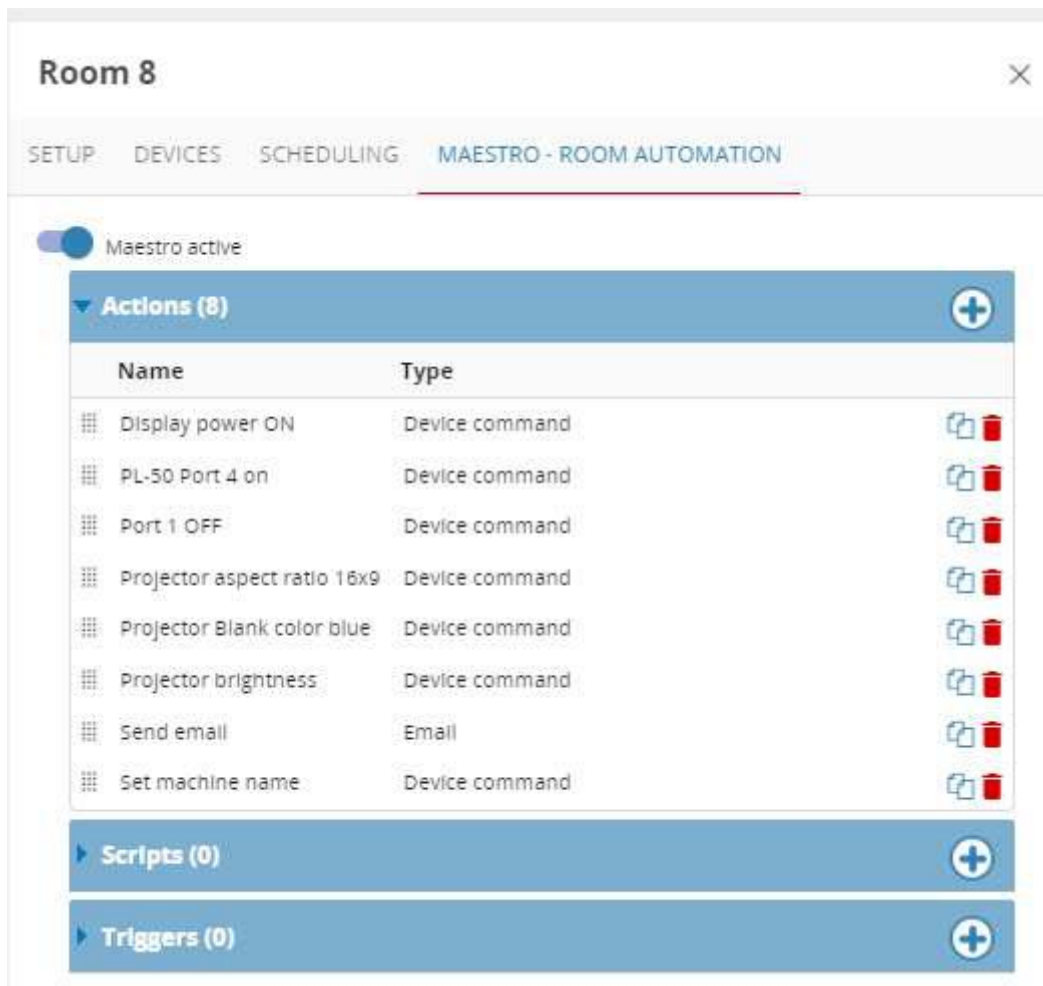 Room 8
SETUP DEVICES SCHEDULING MAESTRO - ROOM AUTOMATION
Maestro active
Actions (8)
Name Type
Display power ON Device command
PL-50 Port 4 on Device command
Port 1 OFF Device command
Projector aspect ratio 16x9 Device command
Projector Blank color blue Device command
Projector brightness Device command
Send email Email
Set machine name Device command
Scripts (0)
Triggers (0)